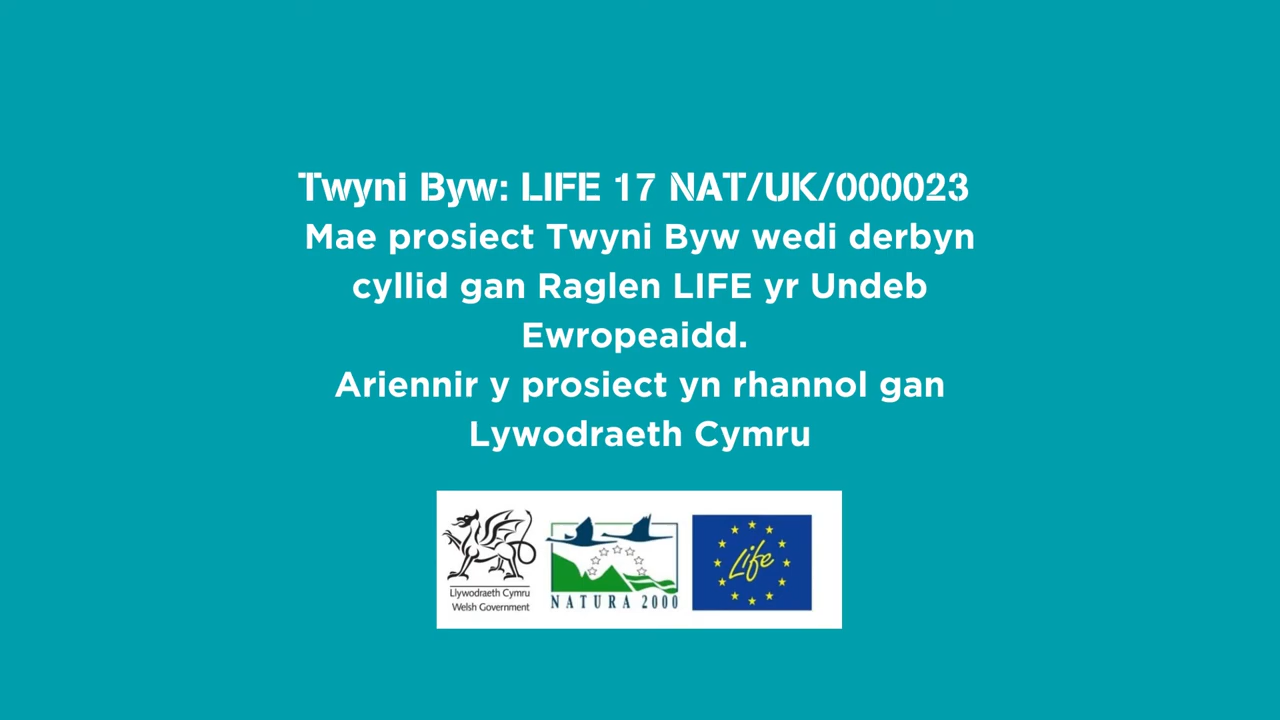 Twyni Byw: LIFE 17 NAT/UK/000023
Mae prosiect Twyni Byw wedi derbyn
cyllid gan Raglen LIFE yr Undeb
Ewropeaidd.
Ariennir y prosiect yn rhannol gan
Lywodraeth Cymru
Llywodraeth Cymru
Welsh Government
NATURA 2000
Life